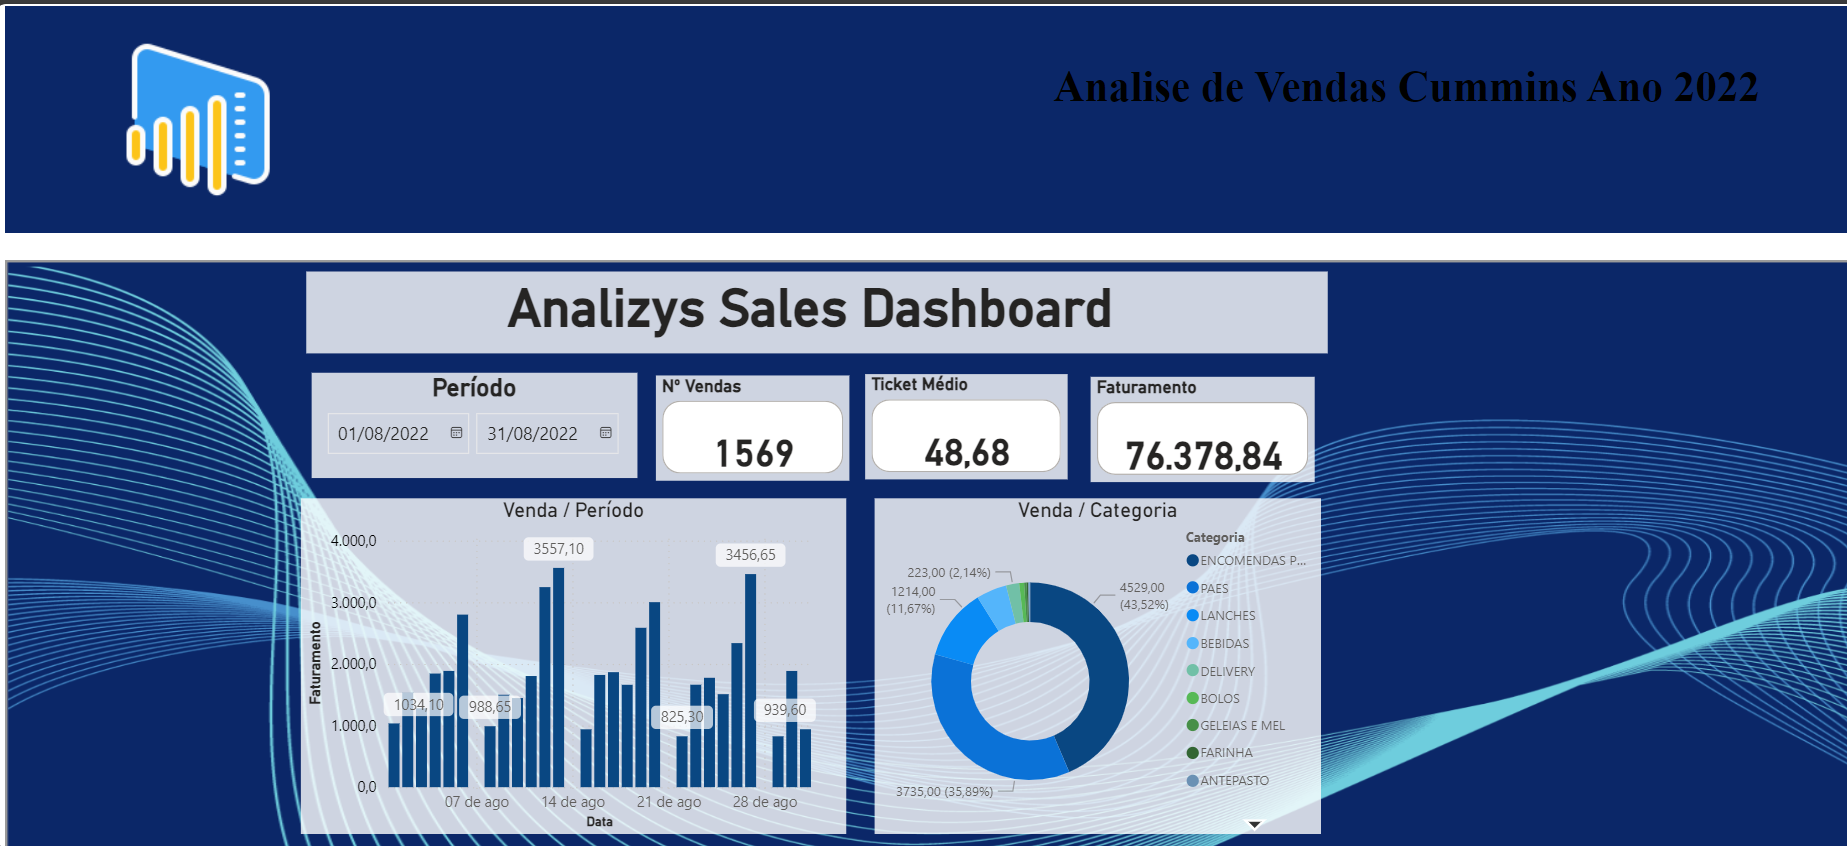 Analise de Vendas Cummins Ano 2022
Analizys Sales Dashboard
Período
01/08/2022
31/08/2022
Nº Vendas
1569
Ticket Médio
48,68
Faturamento
76.378,84
Venda / Período
4.000,0
3.000,0
2.000,0
1.000,0
0,0
Faturamento
3557,10
3456,65
1034,10
988,65
825,30
939,60
07 de ago
14 de ago
21 de ago
28 de ago
Data
Venda / Categoria
223,00 (2,14%)
1214,00
(11,67%)
4529,00
(43,52%)
3735,00 (35,89%)
Categoria
ENCOMENDAS P...
PAES
LANCHES
BEBIDAS
DELIVERY
BOLOS
GELEIAS E MEL
FARINHA
ANTEPASTO